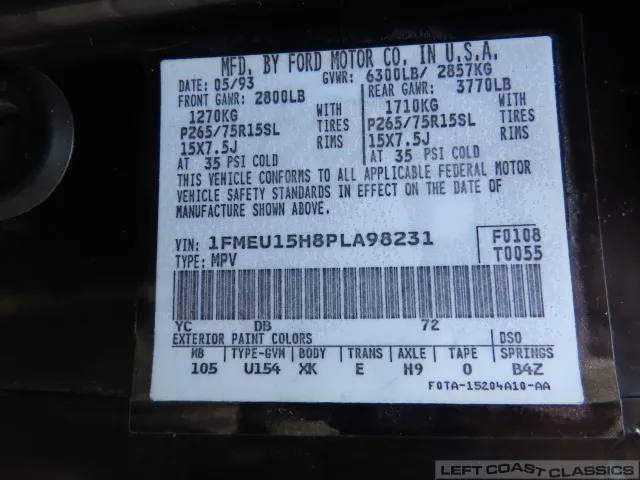 MFD. BY FORD MOTOR CO. IN U.S.A.
DATE: 05/93 GVWR: 6300LB/ 2857KG
FRONT GAWR: 2800LB REAR GAWR: 3770LB
1270KG WITH 1710KG WITH
P265/75R15SL TIRES P265/75R15SL TIRES
15X7.5J RIMS 15X7.5J RIMS
AT 35 PSI COLD AT 35 PSI COLD
THIS VEHICLE CONFORMS TO ALL APPLICABLE FEDERAL MOTOR
VEHICLE SAFETY STANDARDS IN EFFECT ON THE DATE OF
MANUFACTURE SHOWN ABOVE.
VIN: 1FMEU15H8PLA98231 F0108
TYPE: MPV T0055
YC DB 72
EXTERIOR PAINT COLORS DSO
WB TYPE-GVM BODY TRANS AXLE TAPE SPRINGS
105 U154 XK E H9 0 B4Z
F0TA-15204A10-AA
LEFT COAST CLASSICS